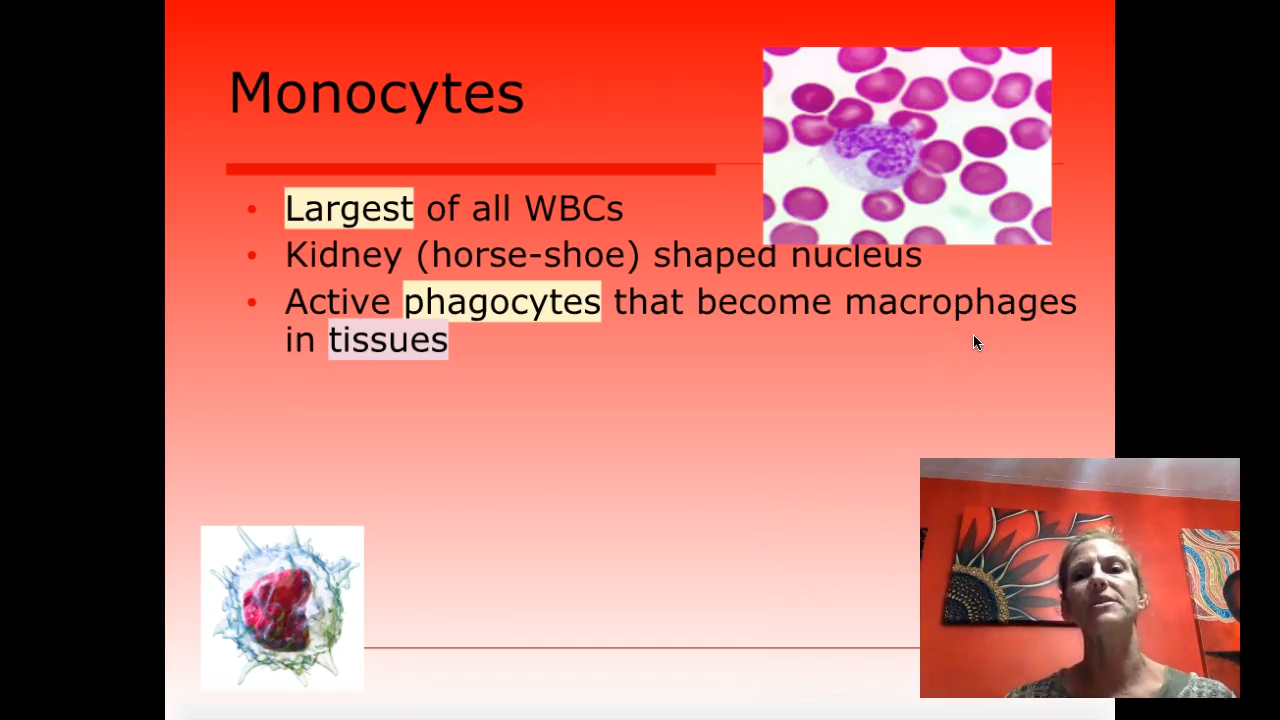 Monocytes
Largest of all WBCs
Kidney (horse-shoe) shaped nucleus
Active phagocytes that become macrophages
in tissues